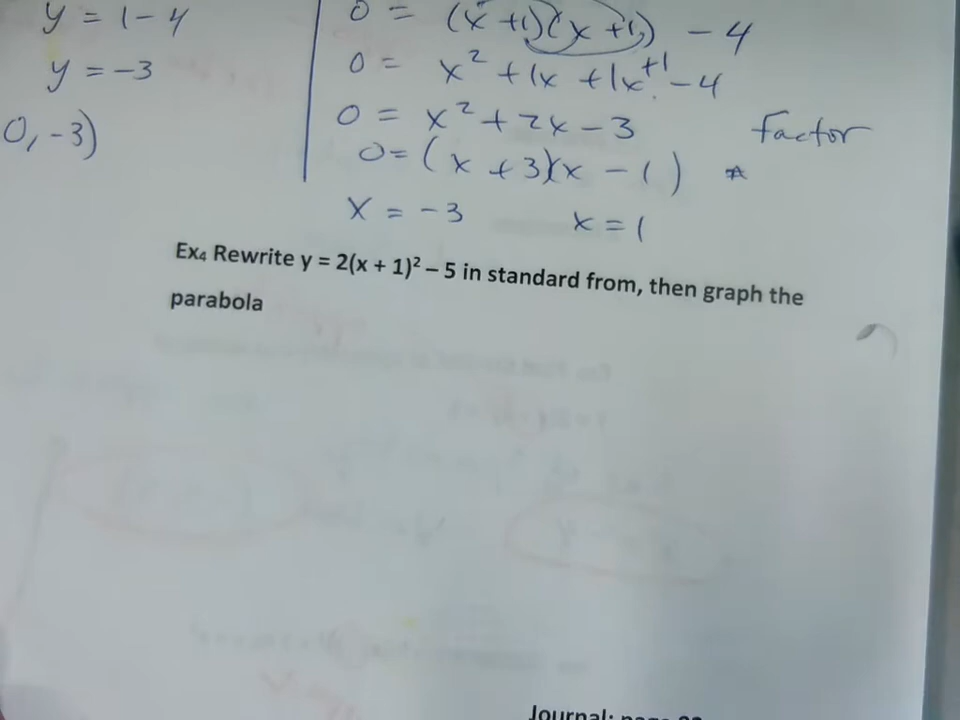 y = 1 - 4
y = -3
0, -3)
0 = (x + 1)(x + 1) - 4
0 = x² + 1x + 1x + 1 - 4
0 = x² + 2x - 3 Factor
0 = (x + 3)(x - 1) *
x = -3 x = 1
Ex4 Rewrite y = 2(x + 1)² – 5 in standard from, then graph the
parabola
Journal: page